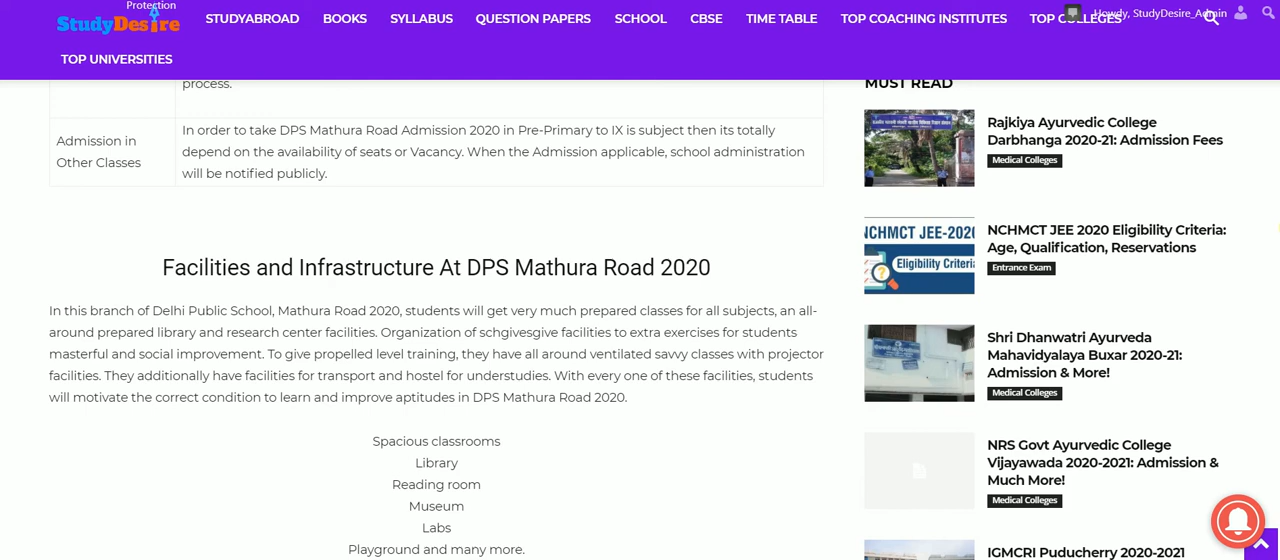 Protection
StudyDesire
STUDYABROAD BOOKS SYLLABUS QUESTION PAPERS SCHOOL CBSE TIME TABLE TOP COACHING INSTITUTES TOP COLLEGES
Howdy, StudyDesire_Admin
TOP UNIVERSITIES
process.
Admission in
Other Classes
In order to take DPS Mathura Road Admission 2020 in Pre-Primary to IX is subject then its totally
depend on the availability of seats or Vacancy. When the Admission applicable, school administration
will be notified publicly.
Facilities and Infrastructure At DPS Mathura Road 2020
In this branch of Delhi Public School, Mathura Road 2020, students will get very much prepared classes for all subjects, an all-
around prepared library and research center facilities. Organization of schgivesgive facilities to extra exercises for students
masterful and social improvement. To give propelled level training, they have all around ventilated savvy classes with projector
facilities. They additionally have facilities for transport and hostel for understudies. With every one of these facilities, students
will motivate the correct condition to learn and improve aptitudes in DPS Mathura Road 2020.
Spacious classrooms
Library
Reading room
Museum
Labs
Playground and many more.
MUST READ
Rajkiya Ayurvedic College
Darbhanga 2020-21: Admission Fees
Medical Colleges
NCHMCT JEE-2020
Eligibility Criteria
NCHMCT JEE 2020 Eligibility Criteria:
Age, Qualification, Reservations
Entrance Exam
Shri Dhanwatri Ayurveda
Mahavidyalaya Buxar 2020-21:
Admission & More!
Medical Colleges
NRS Govt Ayurvedic College
Vijayawada 2020-2021: Admission &
Much More!
Medical Colleges
IGMCRI Puducherry 2020-2021